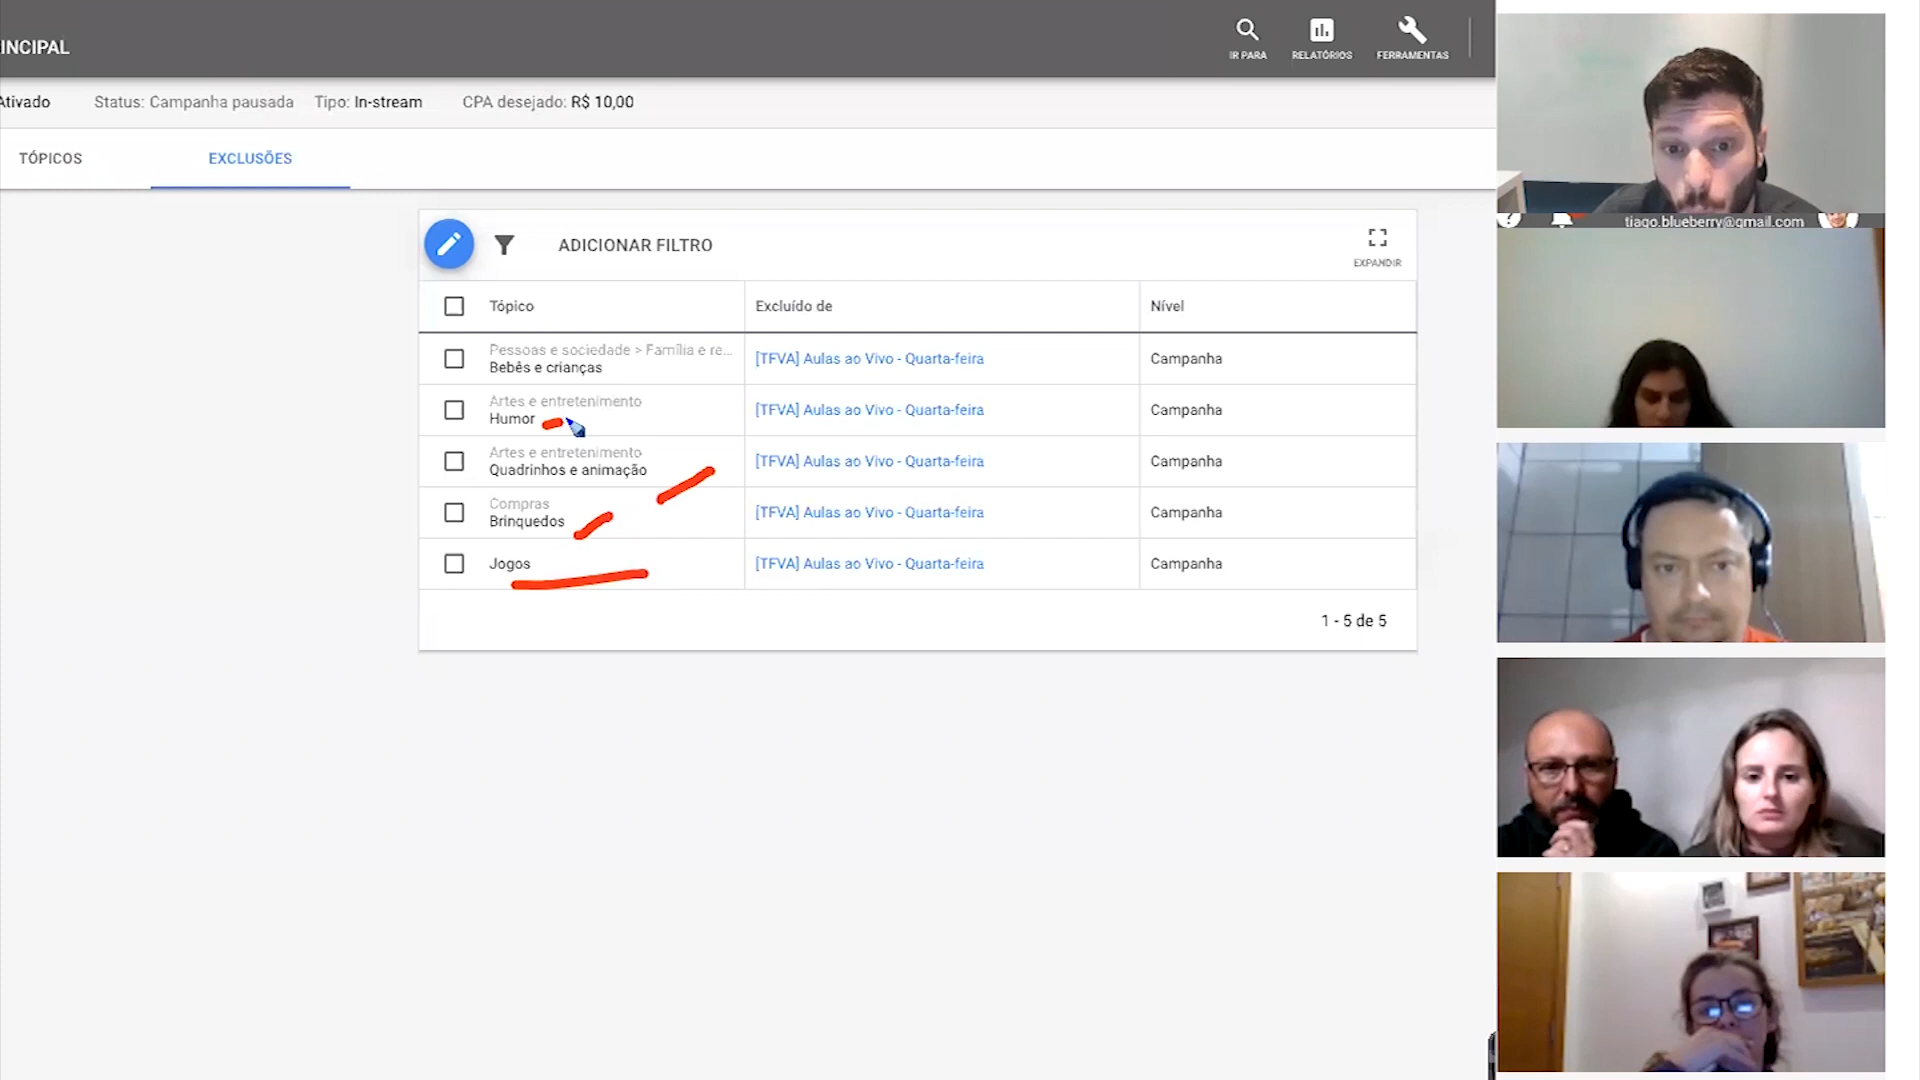 INCIPAL
IR PARA
RELATÓRIOS
FERRAMENTAS
Ativado
Status: Campanha pausada
Tipo: In-stream
CPA desejado: R$ 10,00
TÓPICOS
EXCLUSÕES
tiago.blueberry@gmail.com
ADICIONAR FILTRO
EXPANDIR
Tópico
Excluído de
Nível
Pessoas e sociedade > Família e re...
Bebês e crianças
[TFVA] Aulas ao Vivo - Quarta-feira
Campanha
Artes e entretenimento
Humor
[TFVA] Aulas ao Vivo - Quarta-feira
Campanha
Artes e entretenimento
Quadrinhos e animação
[TFVA] Aulas ao Vivo - Quarta-feira
Campanha
Compras
Brinquedos
[TFVA] Aulas ao Vivo - Quarta-feira
Campanha
Jogos
[TFVA] Aulas ao Vivo - Quarta-feira
Campanha
1 - 5 de 5